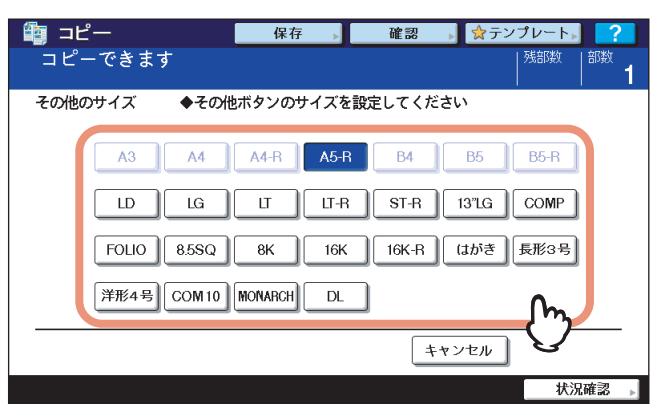 コピー 保存 確認 テンプレート ?
コピーできます 残部数 部数 1
その他のサイズ ◆その他ボタンのサイズを設定してください
A3 A4 A4-R A5-R B4 B5 B5-R
LD LG LT LT-R ST-R 13"LG COMP
FOLIO 8.5SQ 8K 16K 16K-R はがき 長形3号
洋形4号 COM10 MONARCH DL
キャンセル
状況確認